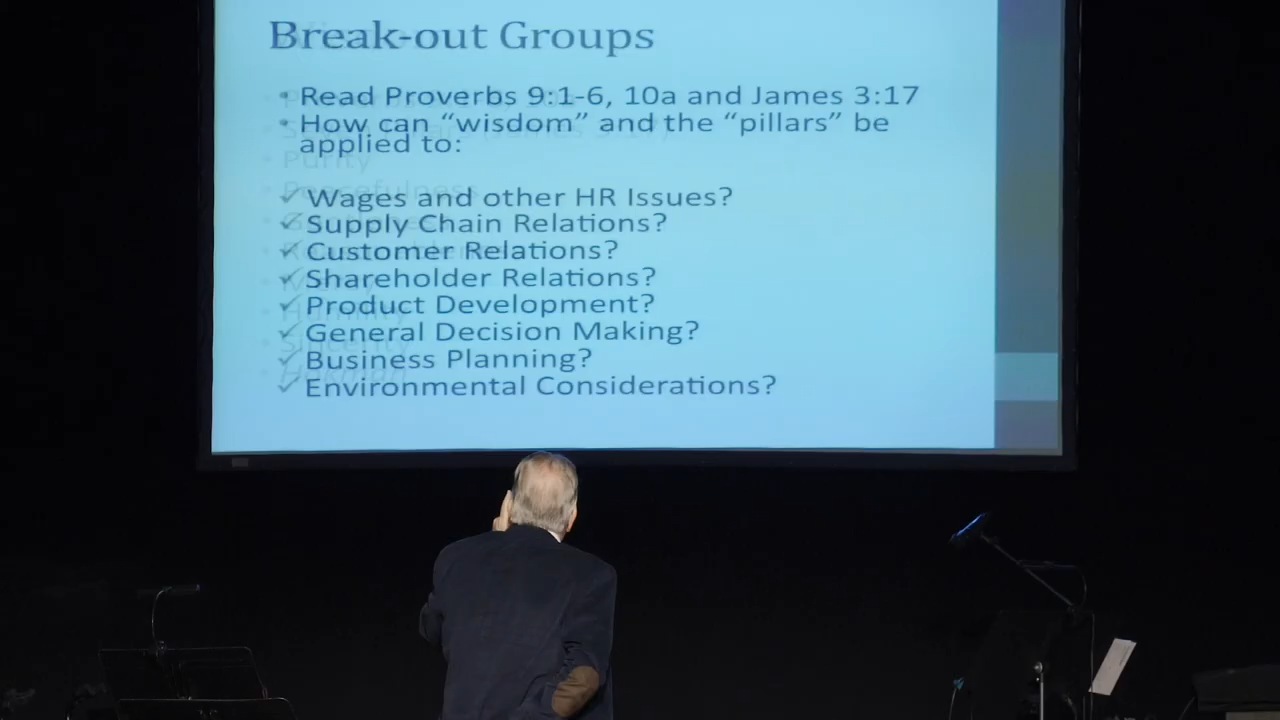 Break-out Groups
• Read Proverbs 9:1-6, 10a and James 3:17
• How can “wisdom” and the “pillars” be
applied to:
✓ Wages and other HR Issues?
✓ Supply Chain Relations?
✓ Customer Relations?
✓ Shareholder Relations?
✓ Product Development?
✓ General Decision Making?
✓ Business Planning?
✓ Environmental Considerations?